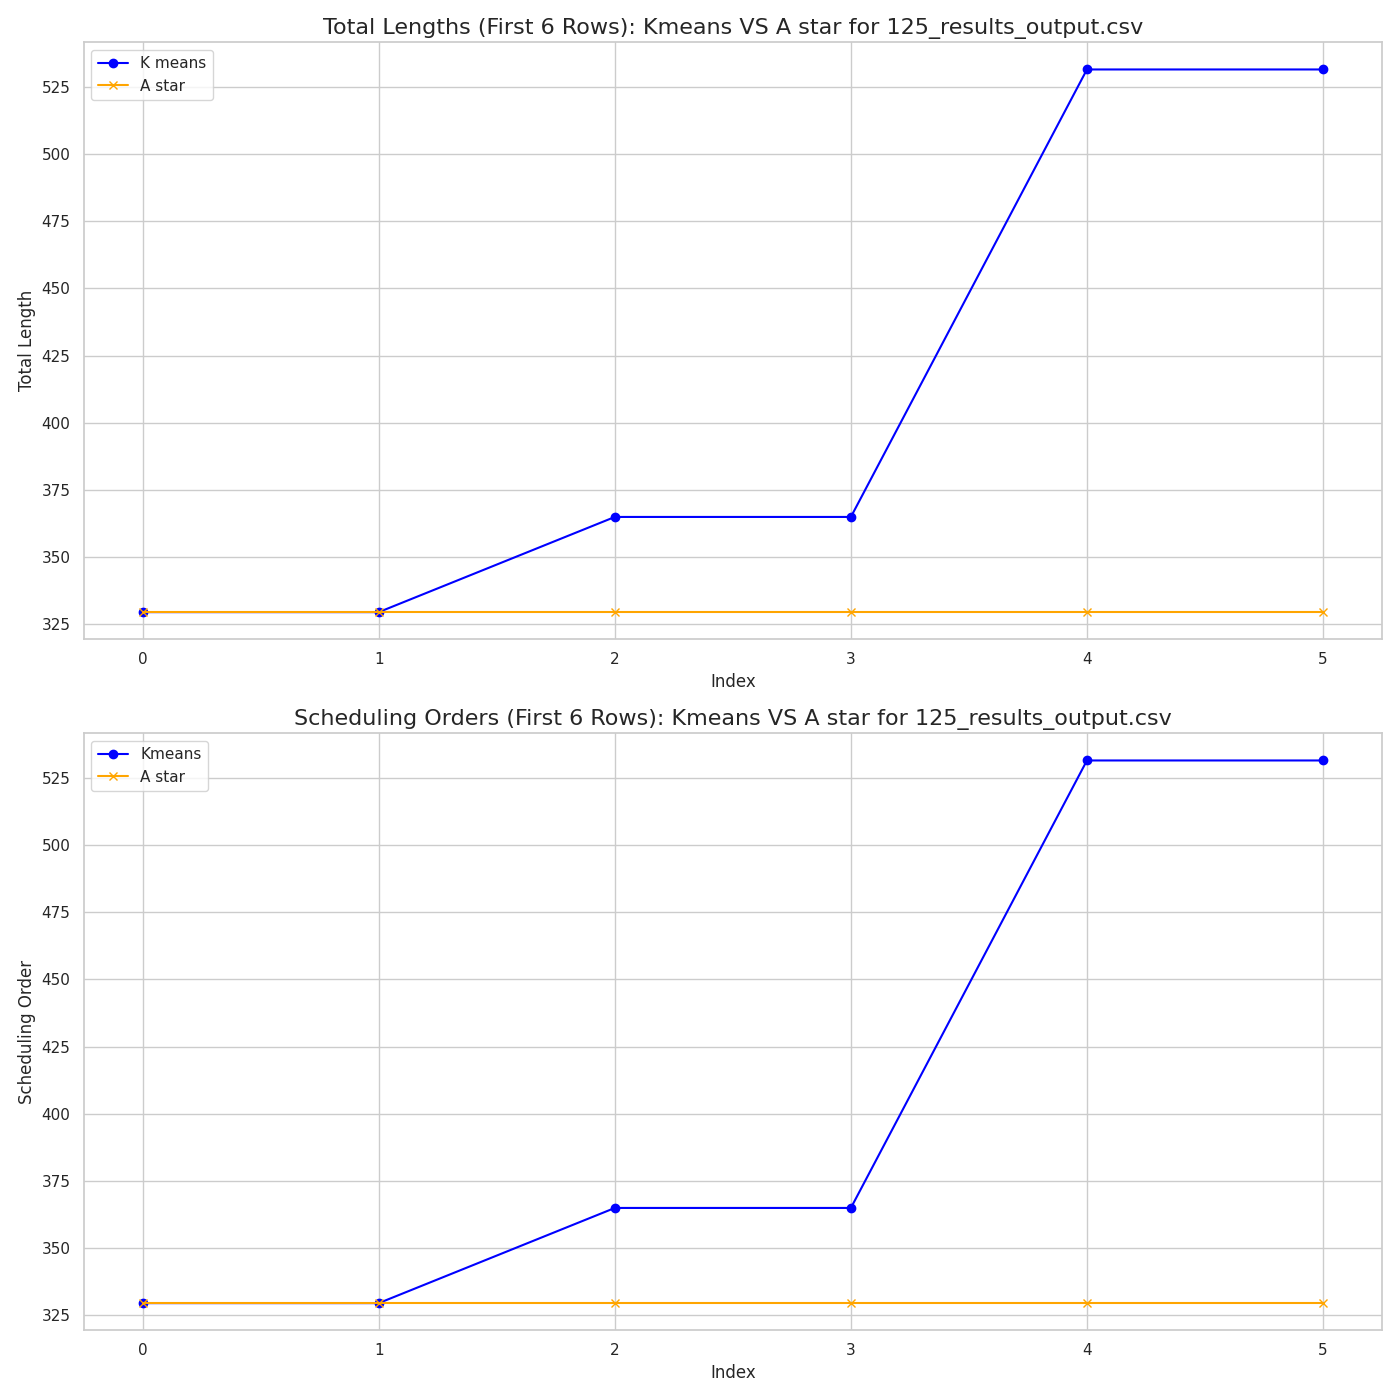 Total Lengths (First 6 Rows): Kmeans VS A star for 125_results_output.csv
K means
A star
525
500
475
450
425
400
375
350
325
Total Length
0 1 2 3 4 5
Index
Scheduling Orders (First 6 Rows): Kmeans VS A star for 125_results_output.csv
Kmeans
A star
525
500
475
450
425
400
375
350
325
Scheduling Order
0 1 2 3 4 5
Index